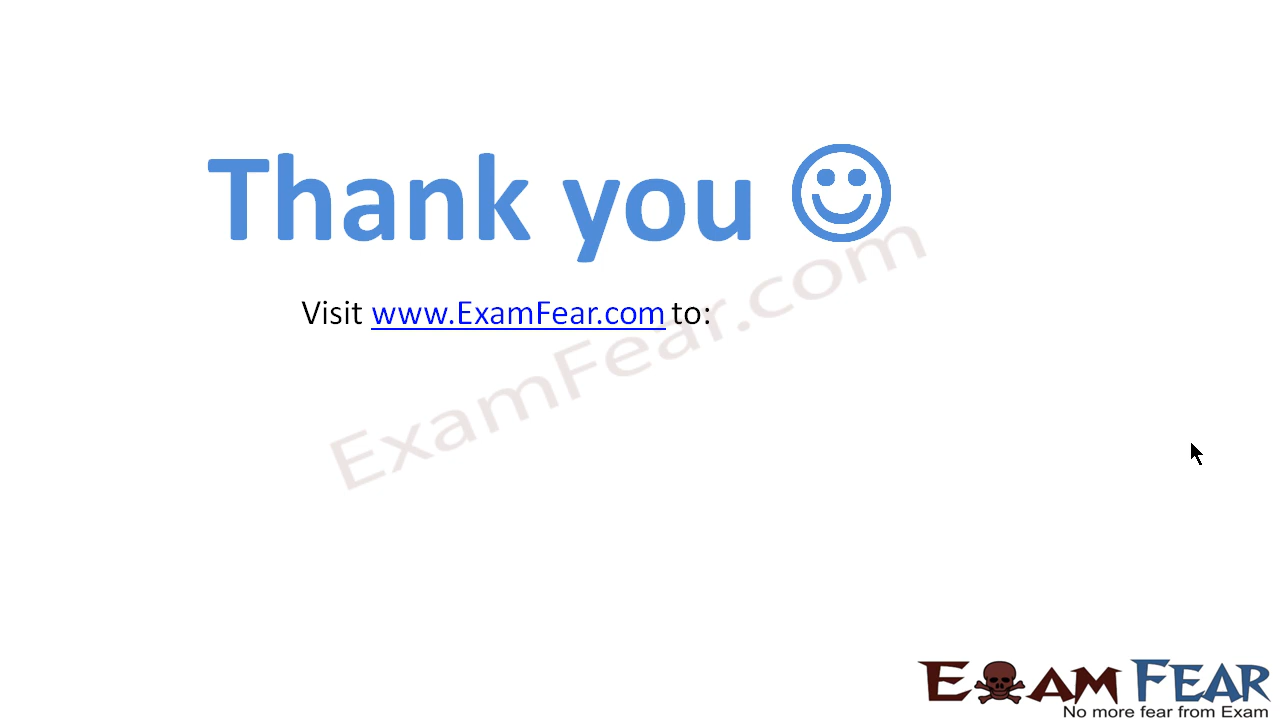 Thank you ☺
Visit www.ExamFear.com to:
ExamFear.com
EXAM FEAR
No more fear from Exam